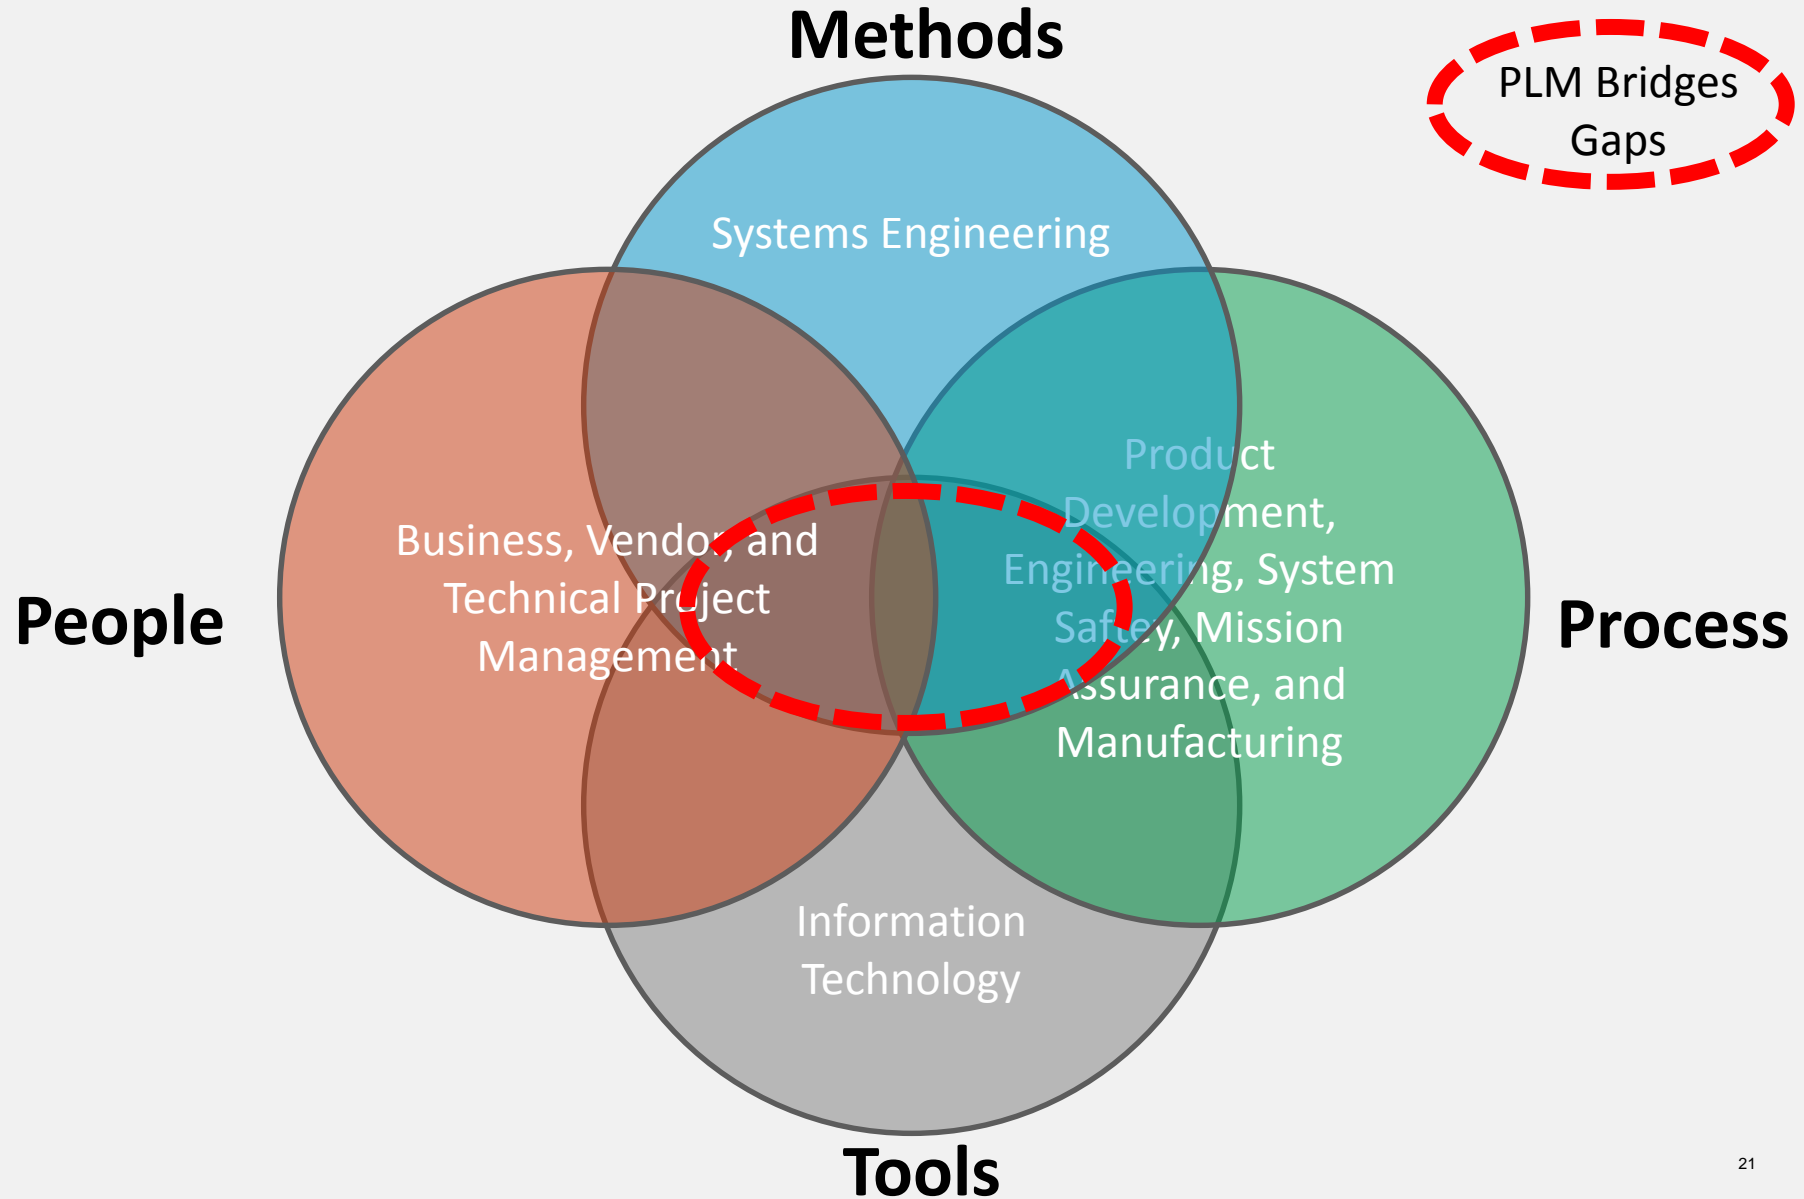 Methods
PLM Bridges
Gaps
Systems Engineering
People
Business, Vendor, and
Technical Project
Management
Product
Development,
Engineering, System
Saftey, Mission
Assurance, and
Manufacturing
Process
Information
Technology
Tools
21